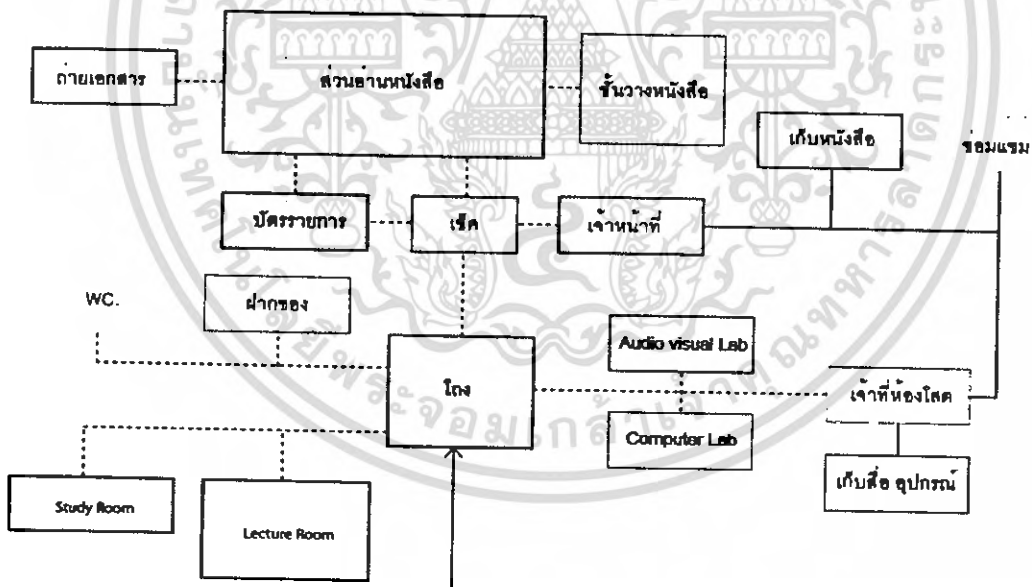 ถ่ายเอกสาร
ส่วนอ่านหนังสือ
ชั้นวางหนังสือ
เก็บหนังสือ
ซ่อมแซม
บัตรรายการ
เช็ค
เจ้าหน้าที่
WC.
ฝากของ
Audio visual Lab
โถง
เจ้าที่ห้องโสต
Computer Lab
เก็บสื่อ อุปกรณ์
Study Room
Lecture Room